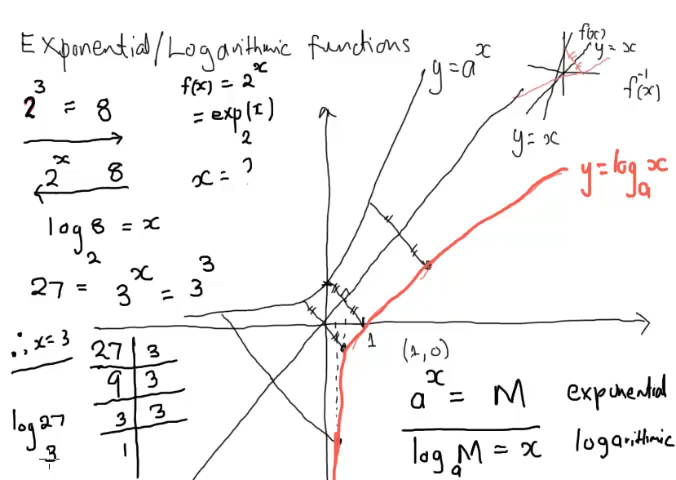 Exponential/Logarithmic functions
2^3 = 8
2^x 8
log_2 8 = x
27 = 3^x = 3^3
∴ x = 3
27 | 3
9 | 3
3 | 3
1
log_3 27
f(x) = 2^x
= exp_2(x)
x = ?
y = a^x
f(x)
y = x
f^{-1}(x)
y = x
y = log_a x
1
(1, 0)
a^x = M exponential
log_a M = x logarithmic